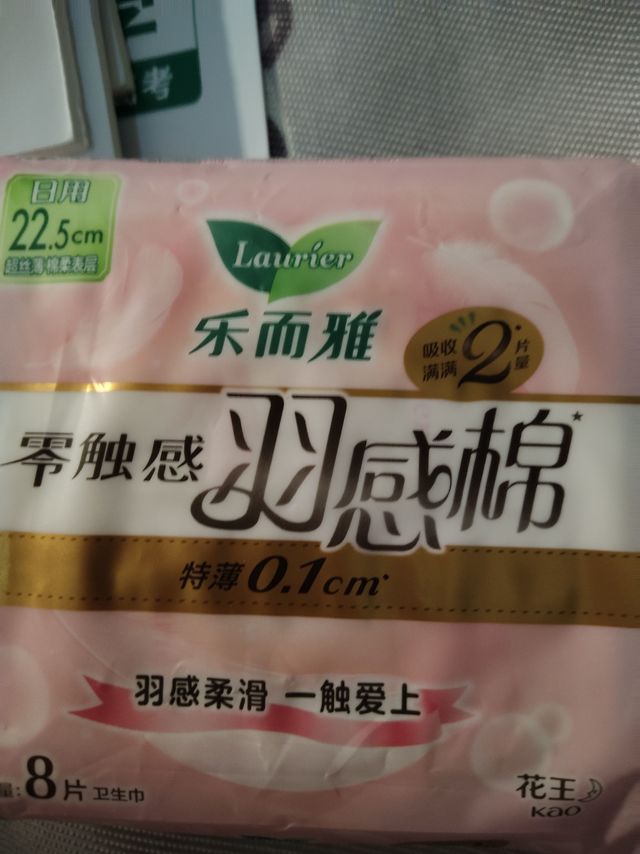 考
日用
22.5cm
超丝薄 棉柔表层
Laurier
乐而雅
吸收
满满
2
片
量
零触感
羽感棉
特薄0.1cm
羽感柔滑 一触爱上
量:8片 卫生巾
花王
Kao